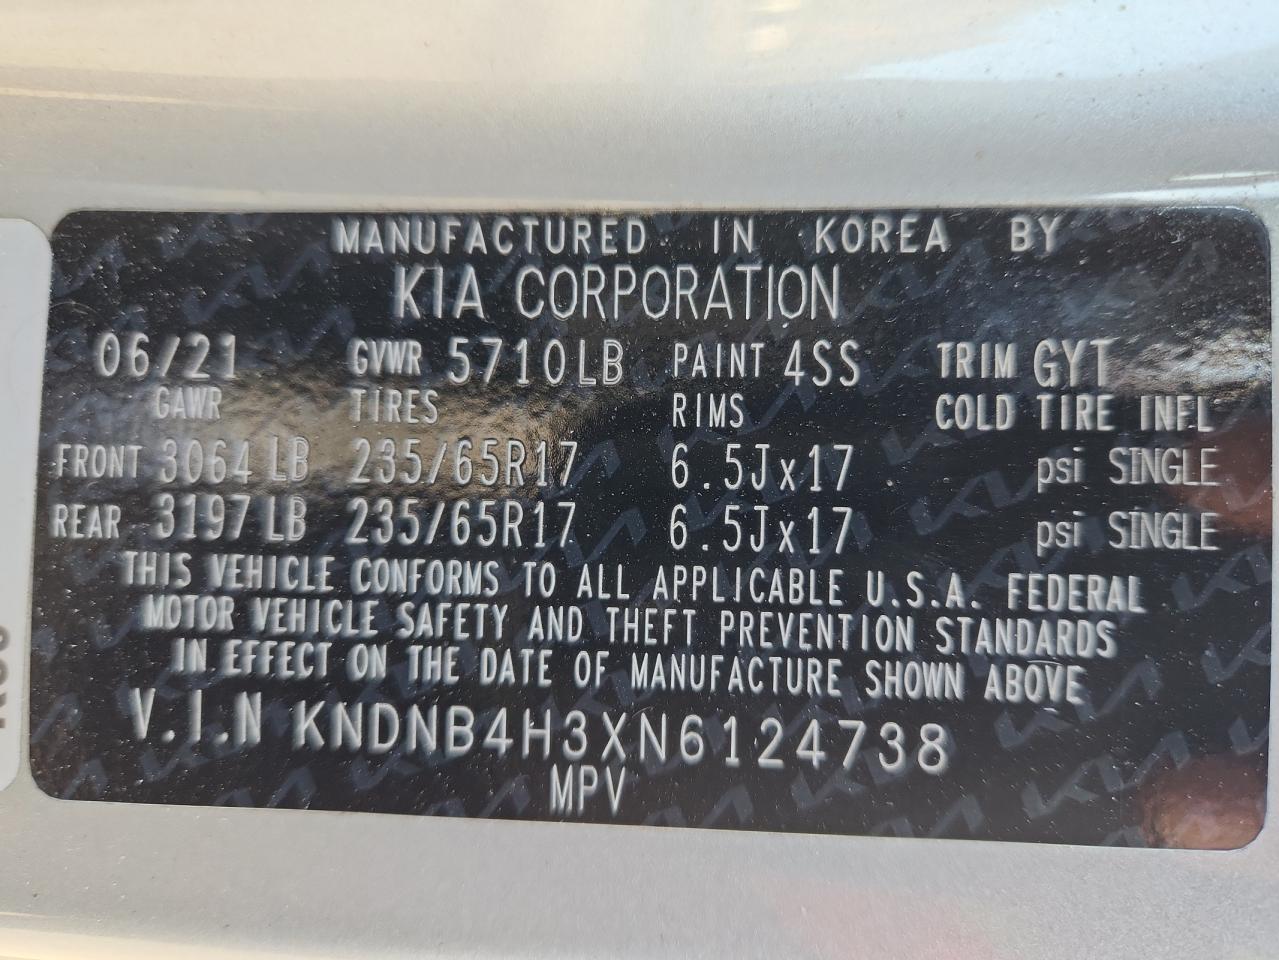 MANUFACTURED IN KOREA BY
KIA CORPORATION
06/21 GVWR 5710LB PAINT 4SS TRIM GYT
GAWR TIRES RIMS COLD TIRE INFL
FRONT 3064 LB 235/65R17 6.5Jx17 psi SINGLE
REAR 3197 LB 235/65R17 6.5Jx17 psi SINGLE
THIS VEHICLE CONFORMS TO ALL APPLICABLE U.S.A. FEDERAL
MOTOR VEHICLE SAFETY AND THEFT PREVENTION STANDARDS
IN EFFECT ON THE DATE OF MANUFACTURE SHOWN ABOVE
V.I.N KNDNB4H3XN6124738
MPV